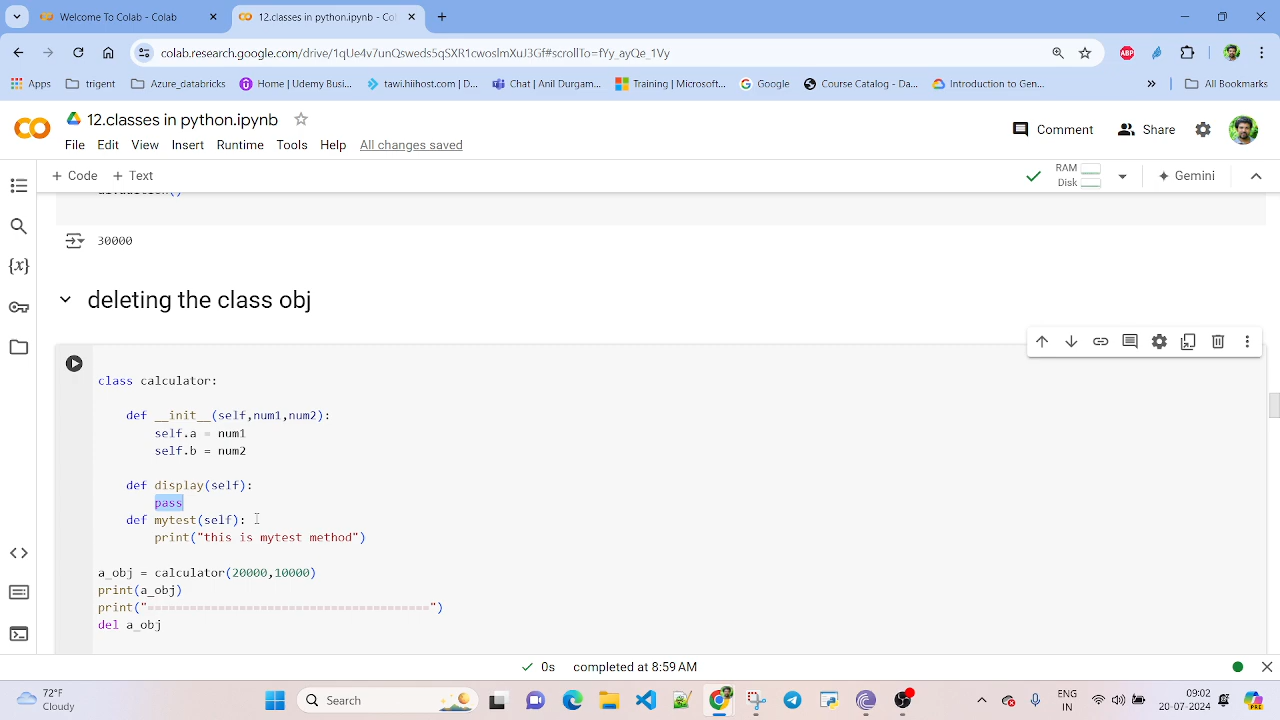 Welcome To Colab - Colab
12.classes in python.ipynb - Col
colab.research.google.com/drive/1qUe4v7unQsweds5qSXR1cwosImXuJ3Gf#scrollTo=fYy_ayQe_1Vy
Apps
trigent
Azure_databricks
Home | Udemy Busi...
tawi.hiihost.com | D...
Chat | Anil Durgam...
Training | Microsoft...
Google
Course Catalog - Da...
Introduction to Gen...
All Bookmarks
12.classes in python.ipynb
Comment
Share
File Edit View Insert Runtime Tools Help All changes saved
+ Code + Text
RAM
Disk
Gemini
30000
deleting the class obj
class calculator:
def __init__(self,num1,num2):
self.a = num1
self.b = num2
def display(self):
pass
def mytest(self):
print("this is mytest method")
a_obj = calculator(20000,10000)
print(a_obj)
print("========================================")
del a_obj
0s completed at 8:59 AM
72°F
Cloudy
Search
ENG
IN
09:02
20-07-2024